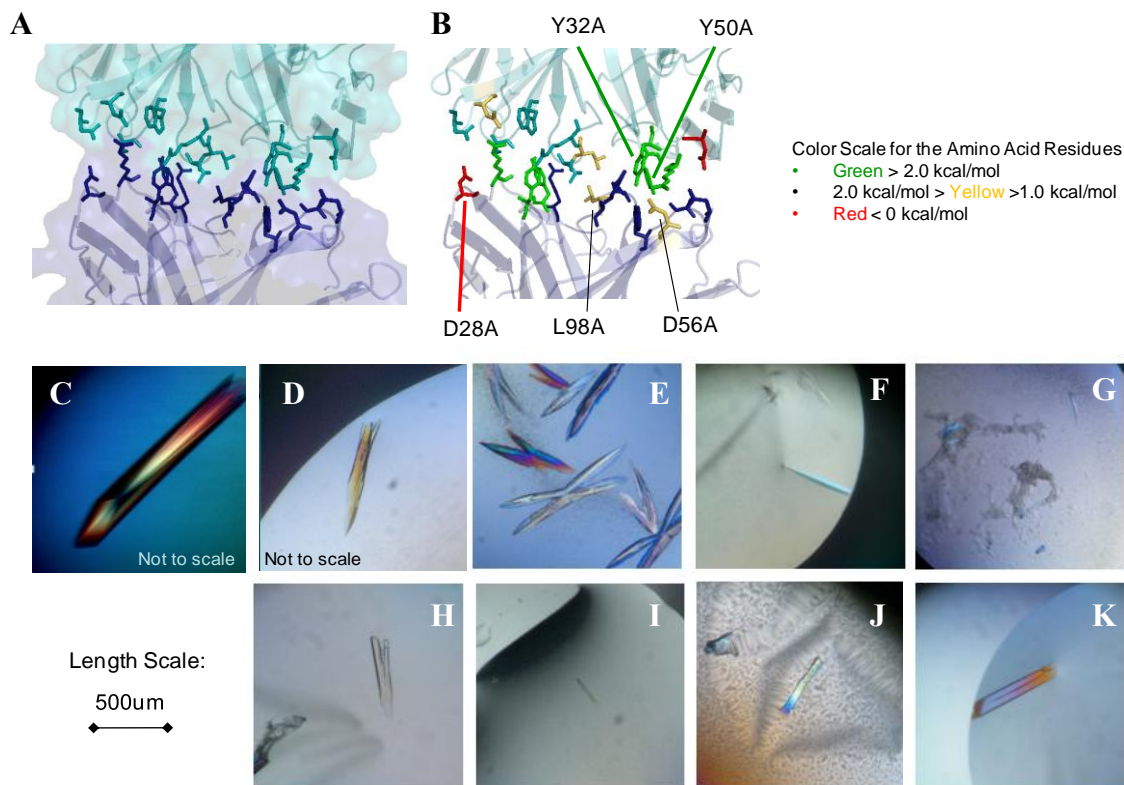 A
B
Y32A
Y50A
D28A
L98A
D56A
Color Scale for the Amino Acid Residues
• Green > 2.0 kcal/mol
• 2.0 kcal/mol > Yellow >1.0 kcal/mol
• Red < 0 kcal/mol
C
Not to scale
D
Not to scale
E
F
G
Length Scale:
500um
H
I
J
K